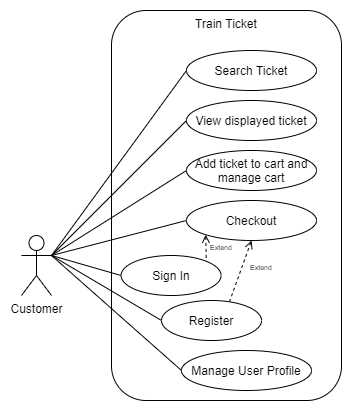 Train Ticket
Search Ticket
View displayed ticket
Add ticket to cart and
manage cart
Checkout
Extend
Sign In
Extend
Customer
Register
Manage User Profile